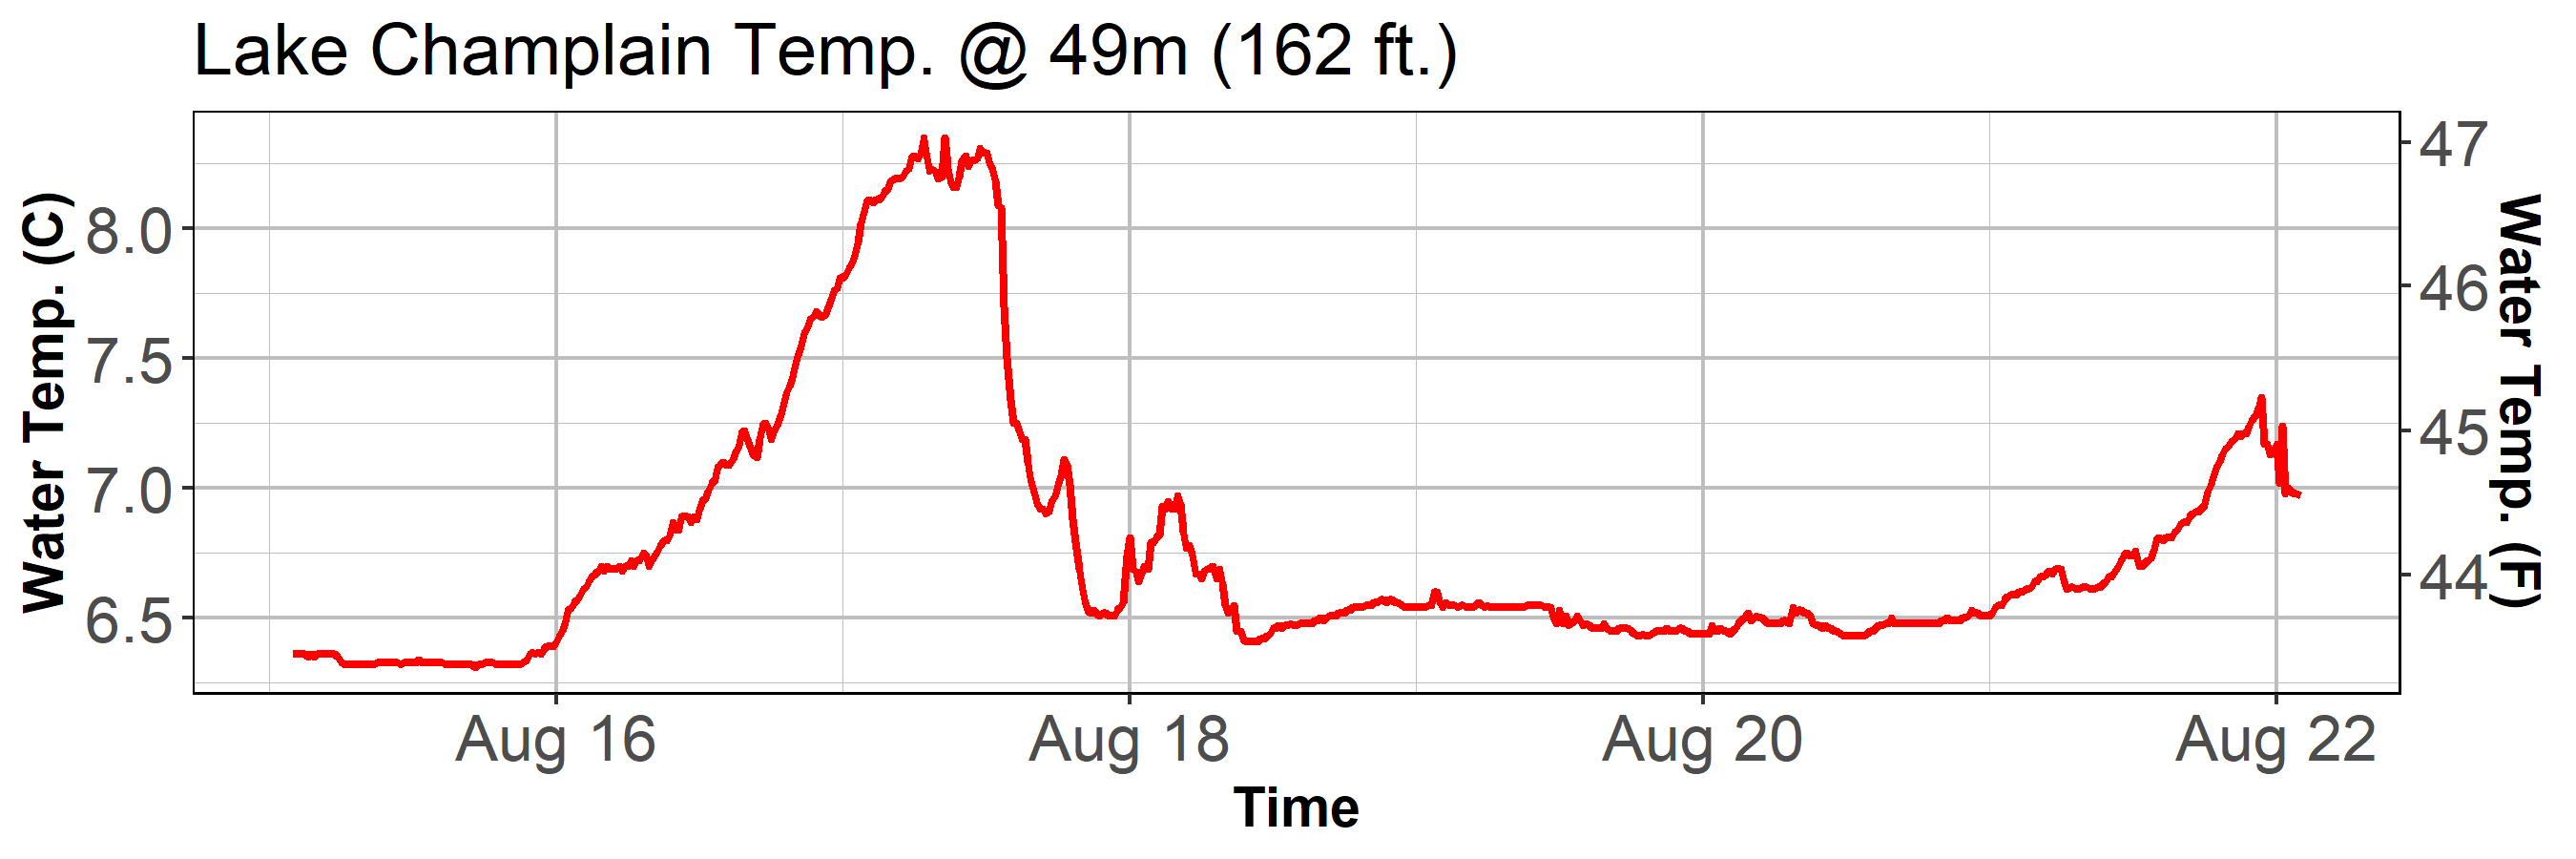 Lake Champlain Temp. @ 49m (162 ft.)
Water Temp. (C)
8.0
7.5
7.0
6.5
47
46
45
44
Water Temp. (F)
Aug 16
Aug 18
Aug 20
Aug 22
Time